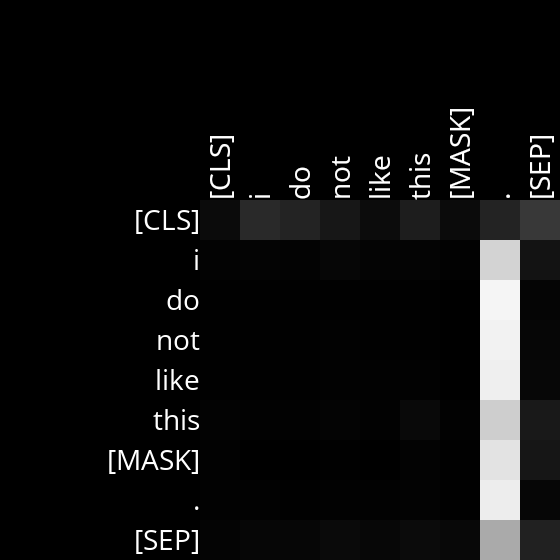 [CLS]
i
do
not
like
this
[MASK]
.
[SEP]
[CLS]
i
do
not
like
this
[MASK]
.
[SEP]